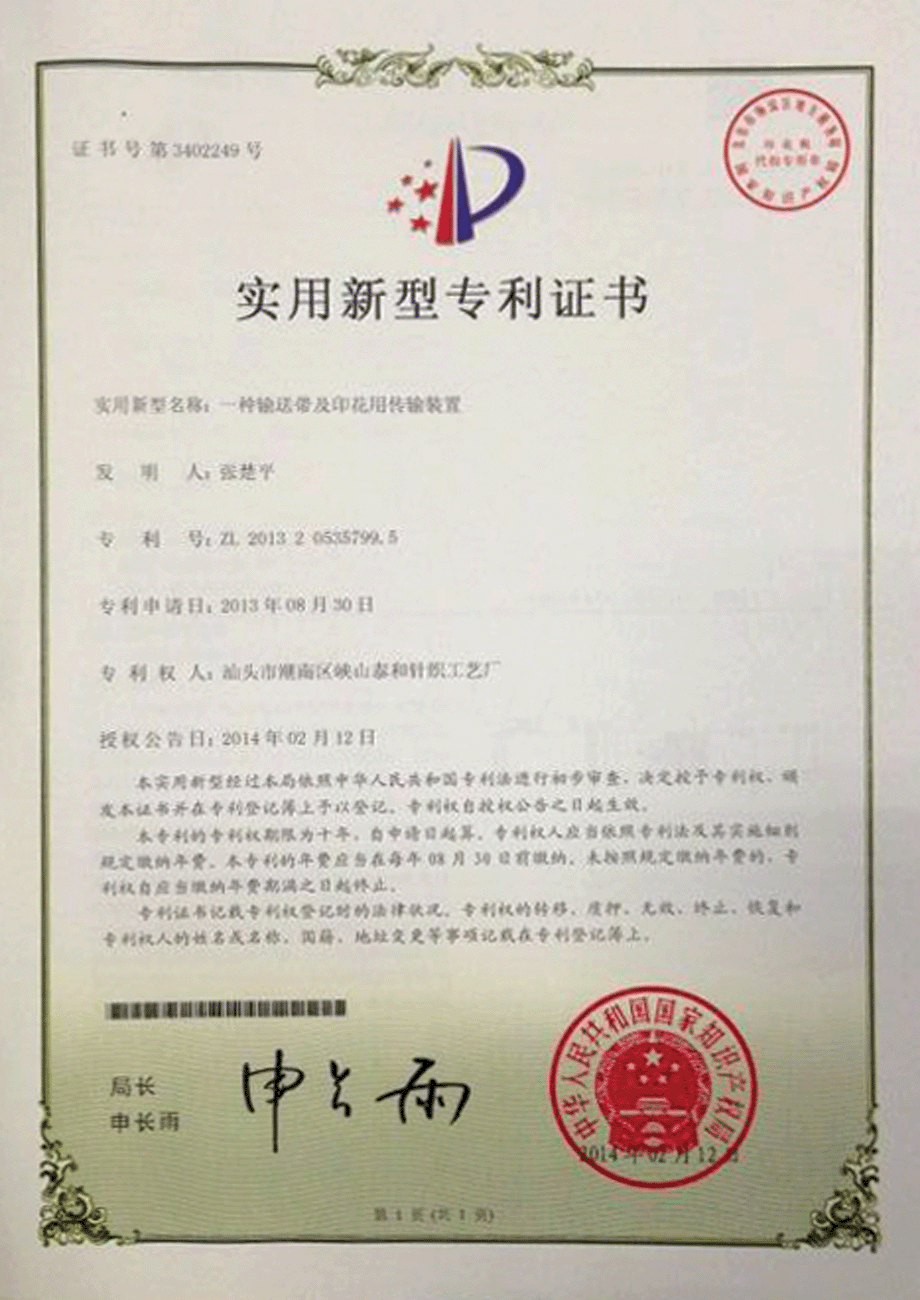 证书号第3402249号
实用新型专利证书
实用新型名称：一种输送带及印花用传输装置
发明人：张楚平
专利号：ZL 2013 2 0535799.5
专利申请日：2013年08月30日
专利权人：汕头市潮南区峡山泰和针织工艺厂
授权公告日：2014年02月12日
本实用新型经过本局依照中华人民共和国专利法进行初步审查，决定授予专利权，颁
发本证书并在专利登记簿上予以登记。专利权自授权公告之日起生效。
本专利的专利权期限为十年，自申请日起算。专利权人应当依照专利法及其实施细则
规定缴纳年费。本专利的年费应当在每年08月30日前缴纳。未按照规定缴纳年费的，专
利权自应当缴纳年费期满之日起终止。
专利证书记载专利权登记时的法律状况。专利权的转移、质押、无效、终止、恢复和
专利权人的姓名或名称、国籍、地址变更等事项记载在专利登记簿上。
局长
申长雨
申长雨
中华人民共和国国家知识产权局
2014年02月12日
第1页(共1页)